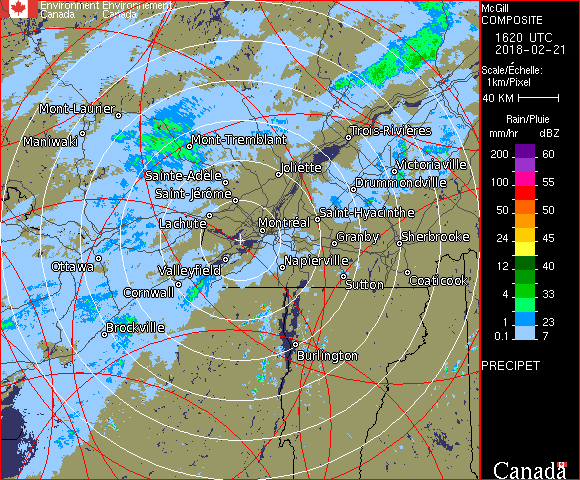 Environment Environnement
Canada Canada
McGill
COMPOSITE
1620 UTC
2018-02-21
Scale/Échelle:
1km/Pixel
40 KM
Rain/Pluie
mm/hr dBZ
200 60
100 55
50 50
24 45
12 40
8 33
4 30
1 23
0.1 7
PRECIPET
Canada
Mont-Laurier
Maniwaki
Mont-Tremblant
Trois-Rivières
Joliette
Victoriaville
Sainte-Adèle
Drummondville
Saint-Jérôme
Saint-Hyacinthe
Lachute
Montréal
Granby
Sherbrooke
Ottawa
Napierville
Valleyfield
Coaticook
Sutton
Cornwall
Brockville
Burlington